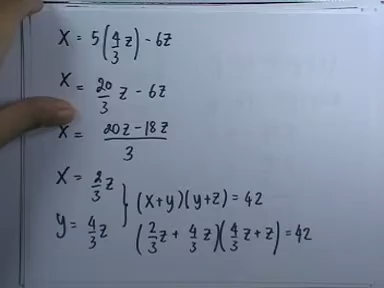 X = 5(4/3 z) - 6z
X = 20/3 z - 6z
X = (20z - 18z)/3
X = 2/3 z
y = 4/3 z } (x+y)(y+z) = 42
(2/3 z + 4/3 z)(4/3 z + z) = 42